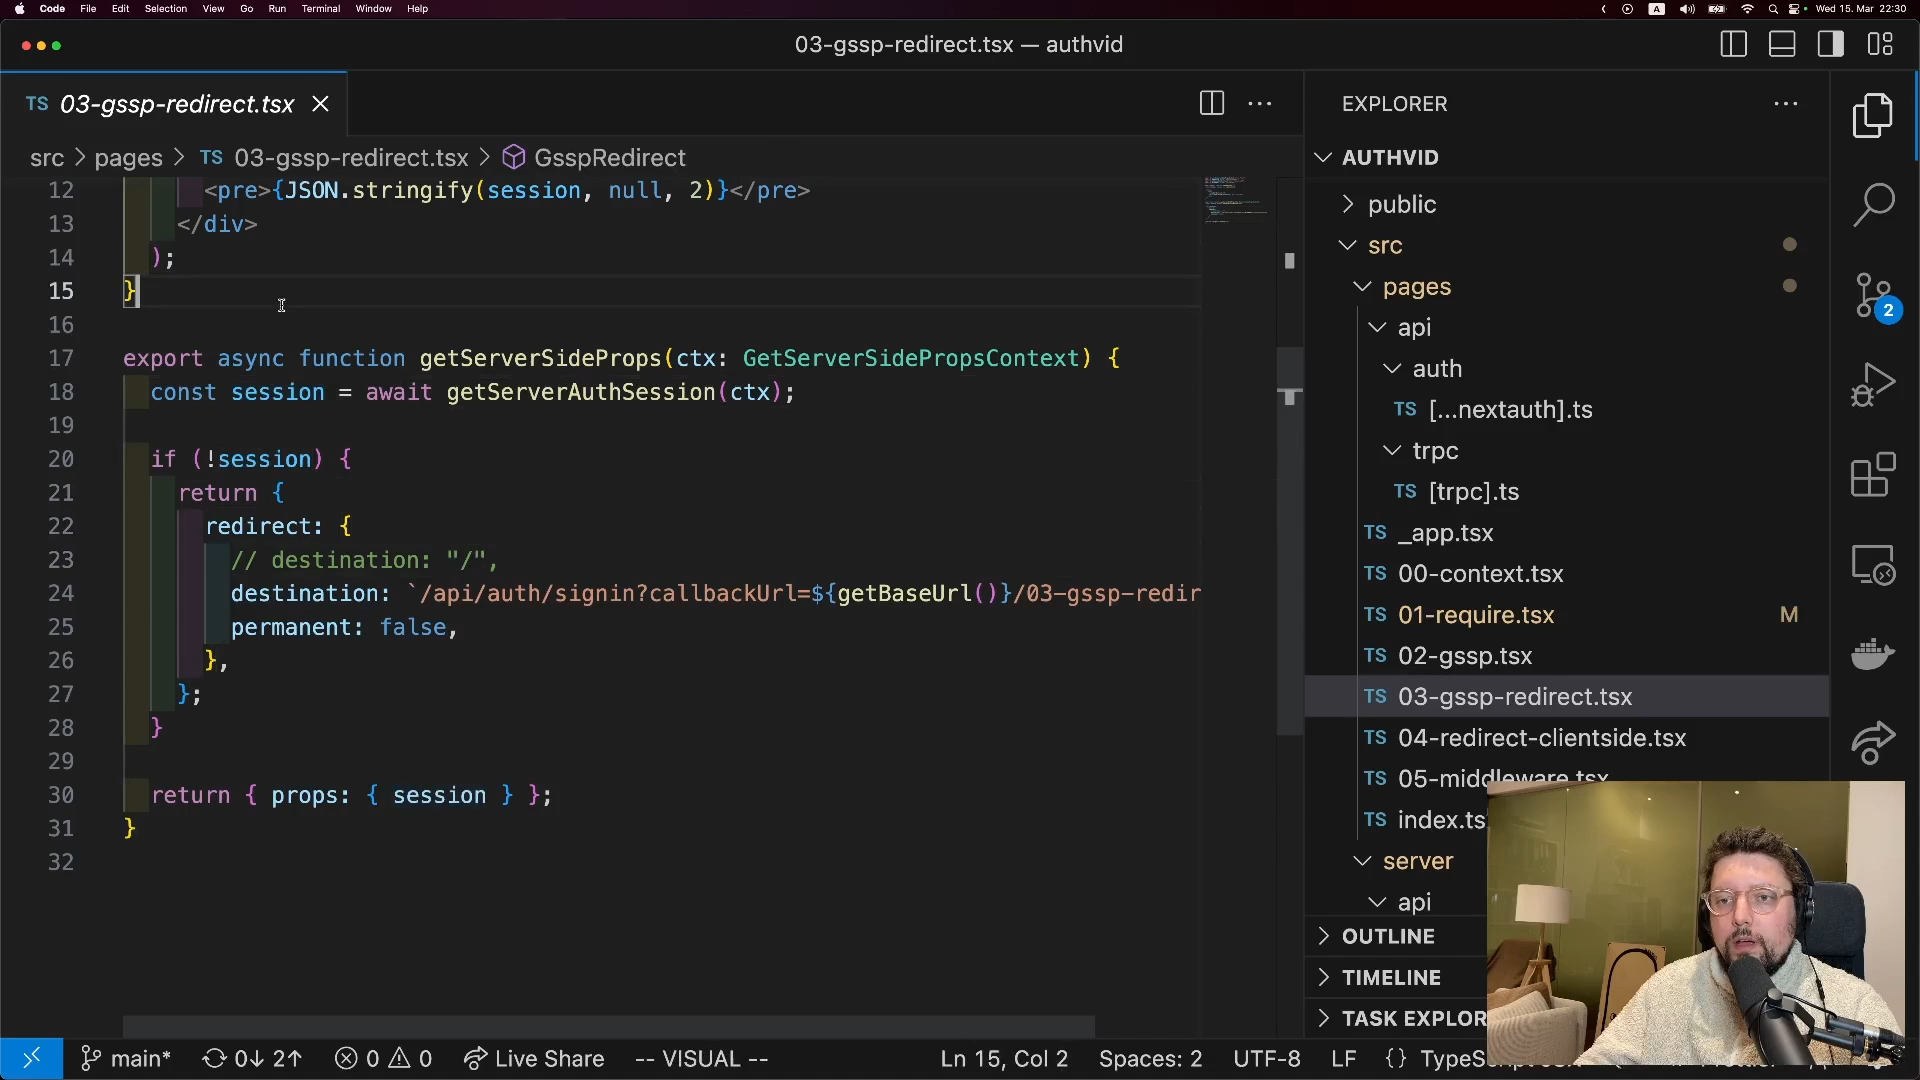 Code File Edit Selection View Go Run Terminal Window Help
A
Wed 15. Mar 22:30
03-gssp-redirect.tsx — authvid
TS 03-gssp-redirect.tsx
src > pages > TS 03-gssp-redirect.tsx > GsspRedirect
12 <pre>{JSON.stringify(session, null, 2)}</pre>
13 </div>
14 );
15 }
16
17 export async function getServerSideProps(ctx: GetServerSidePropsContext) {
18 const session = await getServerAuthSession(ctx);
19
20 if (!session) {
21 return {
22 redirect: {
23 // destination: "/",
24 destination: `/api/auth/signin?callbackUrl=${getBaseUrl()}/03-gssp-redir
25 permanent: false,
26 },
27 };
28 }
29
30 return { props: { session } };
31 }
32
EXPLORER
AUTHVID
public
src
pages
api
auth
TS [...nextauth].ts
trpc
TS [trpc].ts
TS _app.tsx
TS 00-context.tsx
TS 01-require.tsx M
TS 02-gssp.tsx
TS 03-gssp-redirect.tsx
TS 04-redirect-clientside.tsx
TS 05-middleware.tsx
TS index.ts
server
api
OUTLINE
TIMELINE
TASK EXPLOR
2
main* 0↓ 2↑ 0 0 Live Share -- VISUAL -- Ln 15, Col 2 Spaces: 2 UTF-8 LF {}